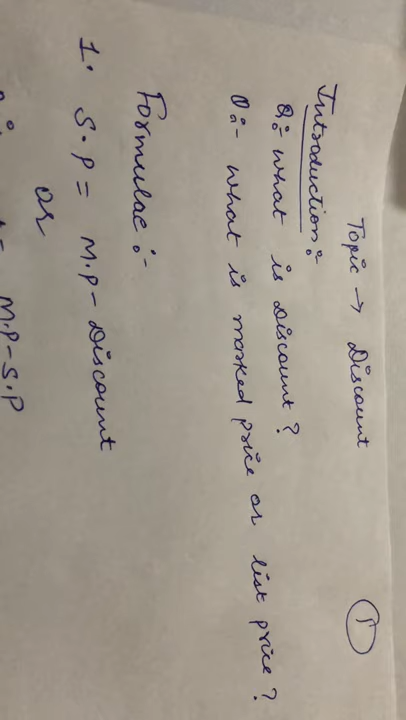 1
Topic → Discount
Introduction:-
Q:- what is Discount?
Q:- what is marked price or list price?
Formulae:-
1. S.P = M.P - Discount
or
= M.P - S.P